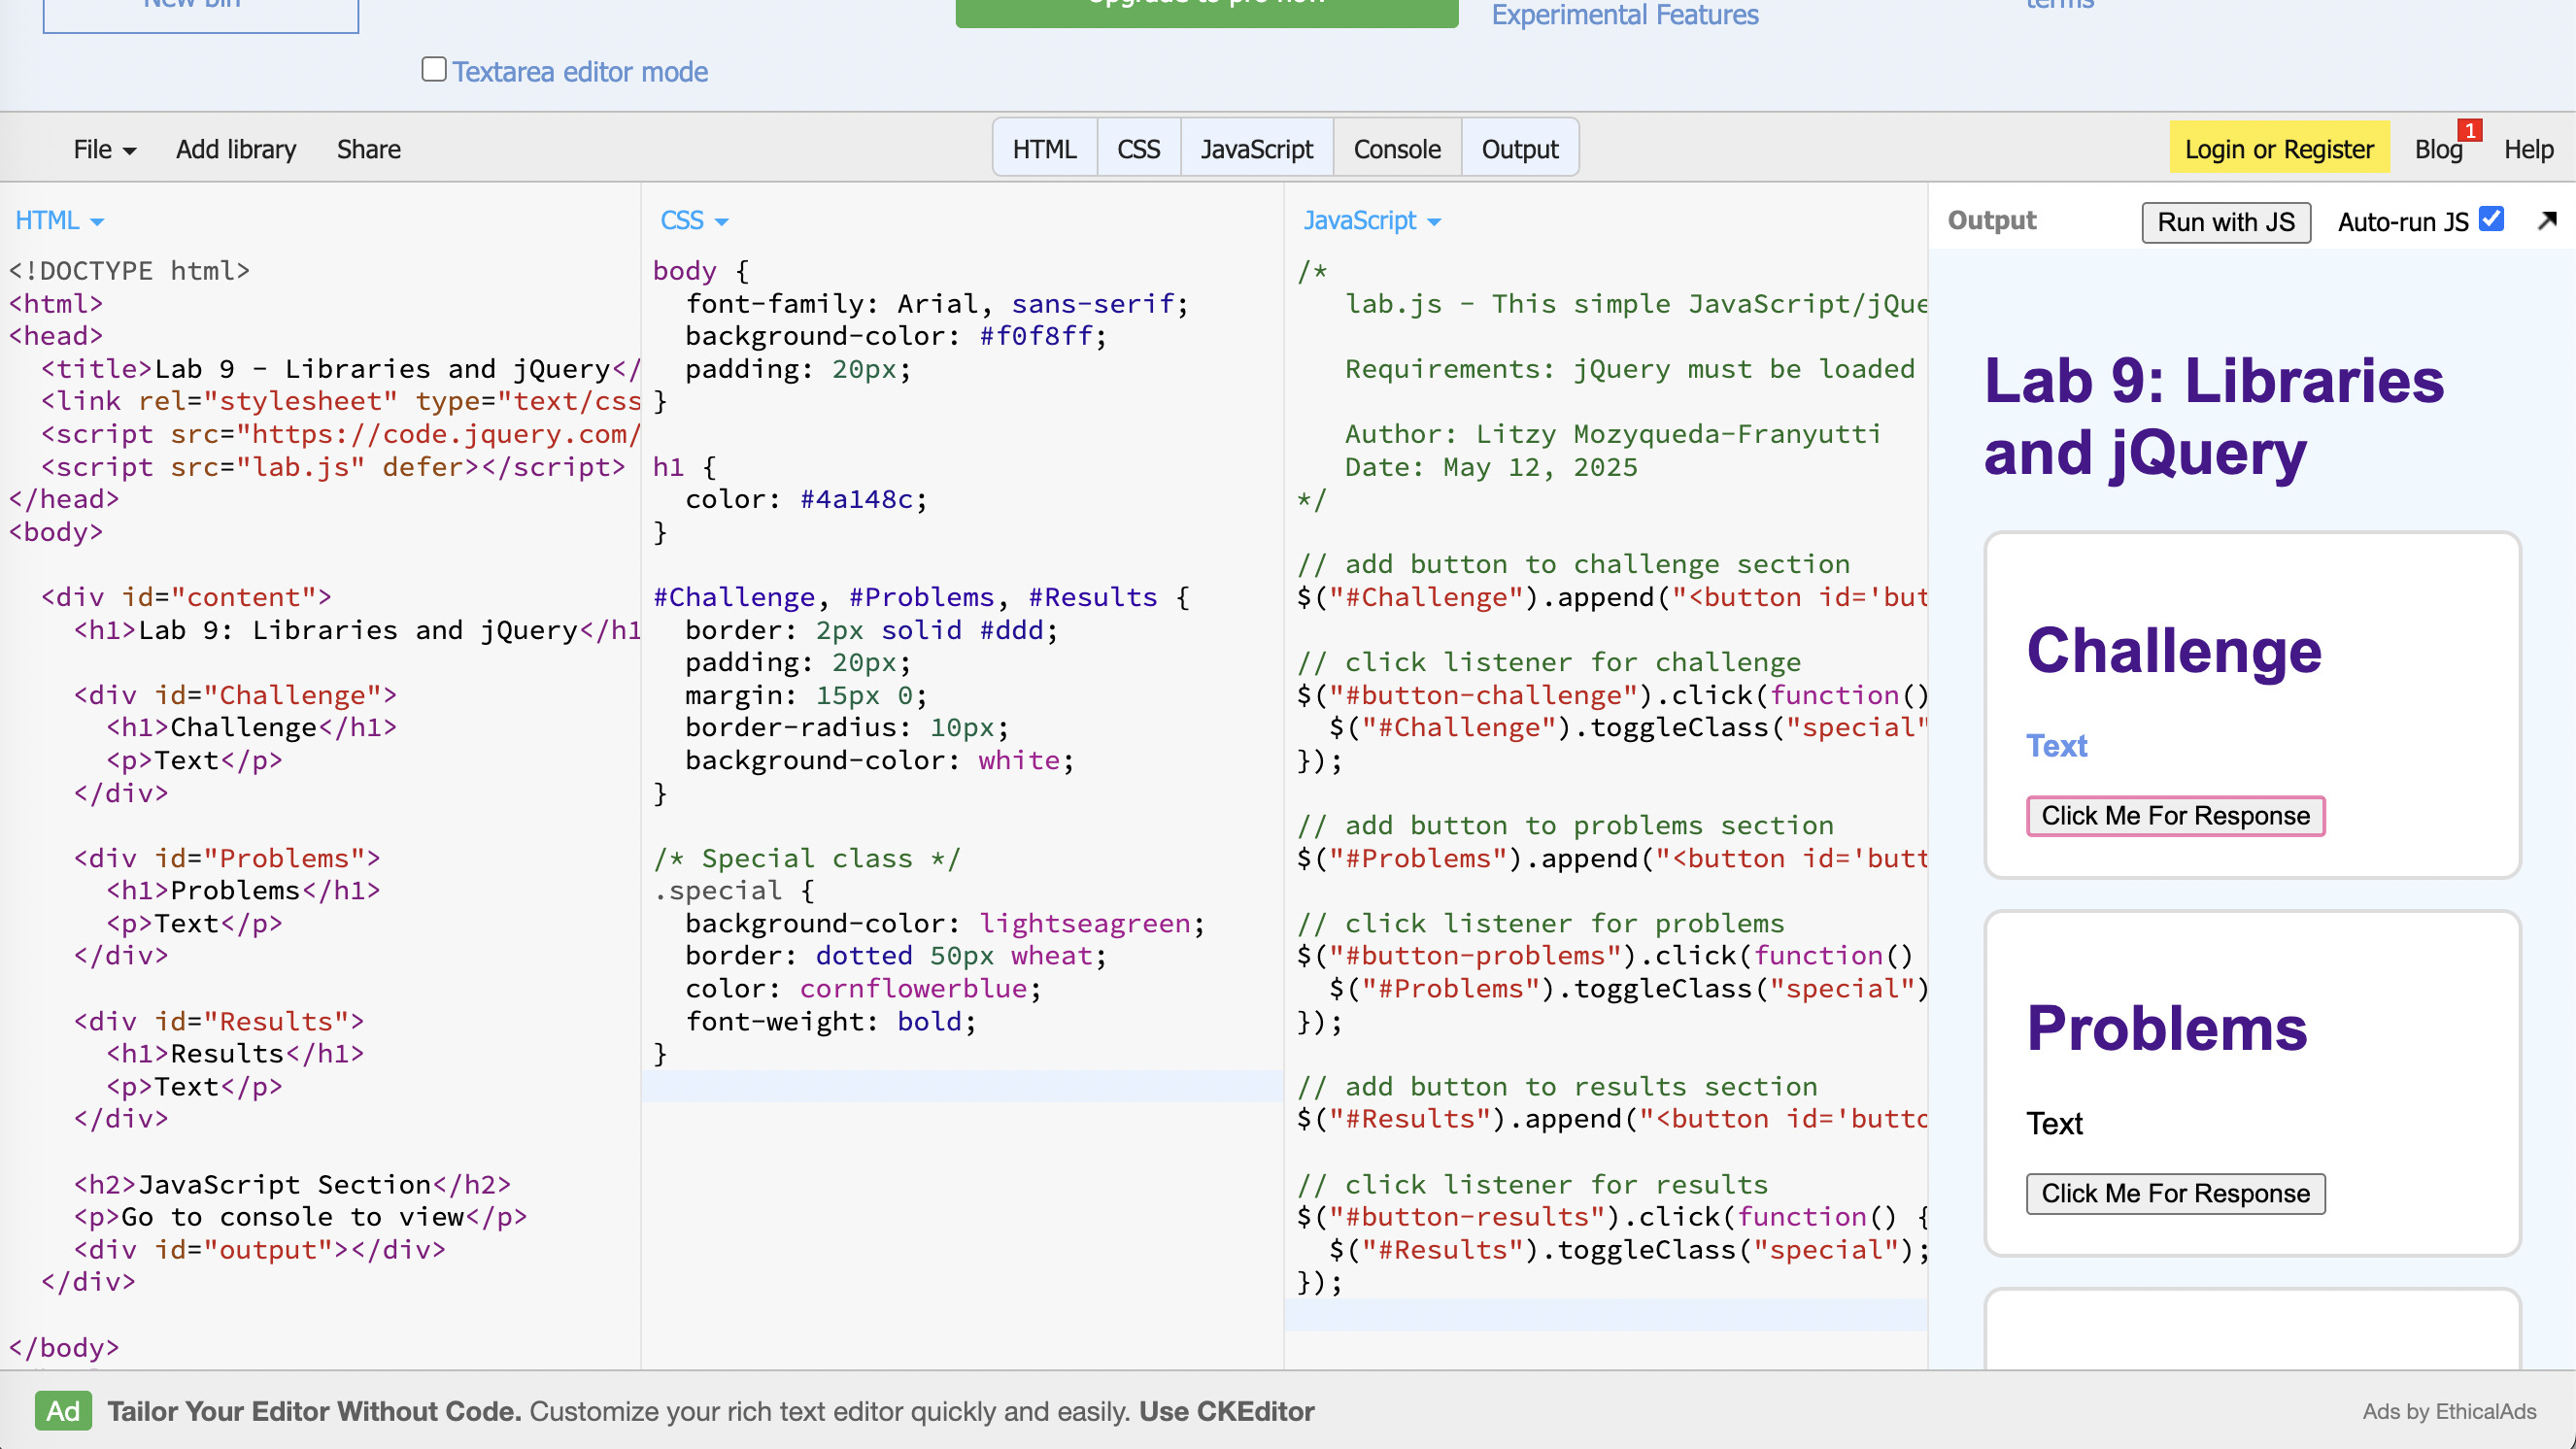 New bin
Upgrade to pro now
Experimental Features
terms
Textarea editor mode
File Add library Share HTML CSS JavaScript Console Output Login or Register Blog 1 Help
HTML
<!DOCTYPE html>
<html>
<head>
<title>Lab 9 - Libraries and jQuery</
<link rel="stylesheet" type="text/css
<script src="https://code.jquery.com/
<script src="lab.js" defer></script>
</head>
<body>
<div id="content">
<h1>Lab 9: Libraries and jQuery</h1
<div id="Challenge">
<h1>Challenge</h1>
<p>Text</p>
</div>
<div id="Problems">
<h1>Problems</h1>
<p>Text</p>
</div>
<div id="Results">
<h1>Results</h1>
<p>Text</p>
</div>
<h2>JavaScript Section</h2>
<p>Go to console to view</p>
<div id="output"></div>
</div>
</body>
CSS
body {
font-family: Arial, sans-serif;
background-color: #f0f8ff;
padding: 20px;
}
h1 {
color: #4a148c;
}
#Challenge, #Problems, #Results {
border: 2px solid #ddd;
padding: 20px;
margin: 15px 0;
border-radius: 10px;
background-color: white;
}
/* Special class */
.special {
background-color: lightseagreen;
border: dotted 50px wheat;
color: cornflowerblue;
font-weight: bold;
}
JavaScript
/*
lab.js - This simple JavaScript/jQue
Requirements: jQuery must be loaded
Author: Litzy Mozyqueda-Franyutti
Date: May 12, 2025
*/
// add button to challenge section
$("#Challenge").append("<button id='but
// click listener for challenge
$("#button-challenge").click(function()
$("#Challenge").toggleClass("special"
});
// add button to problems section
$("#Problems").append("<button id='butt
// click listener for problems
$("#button-problems").click(function()
$("#Problems").toggleClass("special")
});
// add button to results section
$("#Results").append("<button id='butto
// click listener for results
$("#button-results").click(function() {
$("#Results").toggleClass("special");
});
Output Run with JS Auto-run JS
Lab 9: Libraries
and jQuery
Challenge
Text
Click Me For Response
Problems
Text
Click Me For Response
Ad Tailor Your Editor Without Code. Customize your rich text editor quickly and easily. Use CKEditor
Ads by EthicalAds